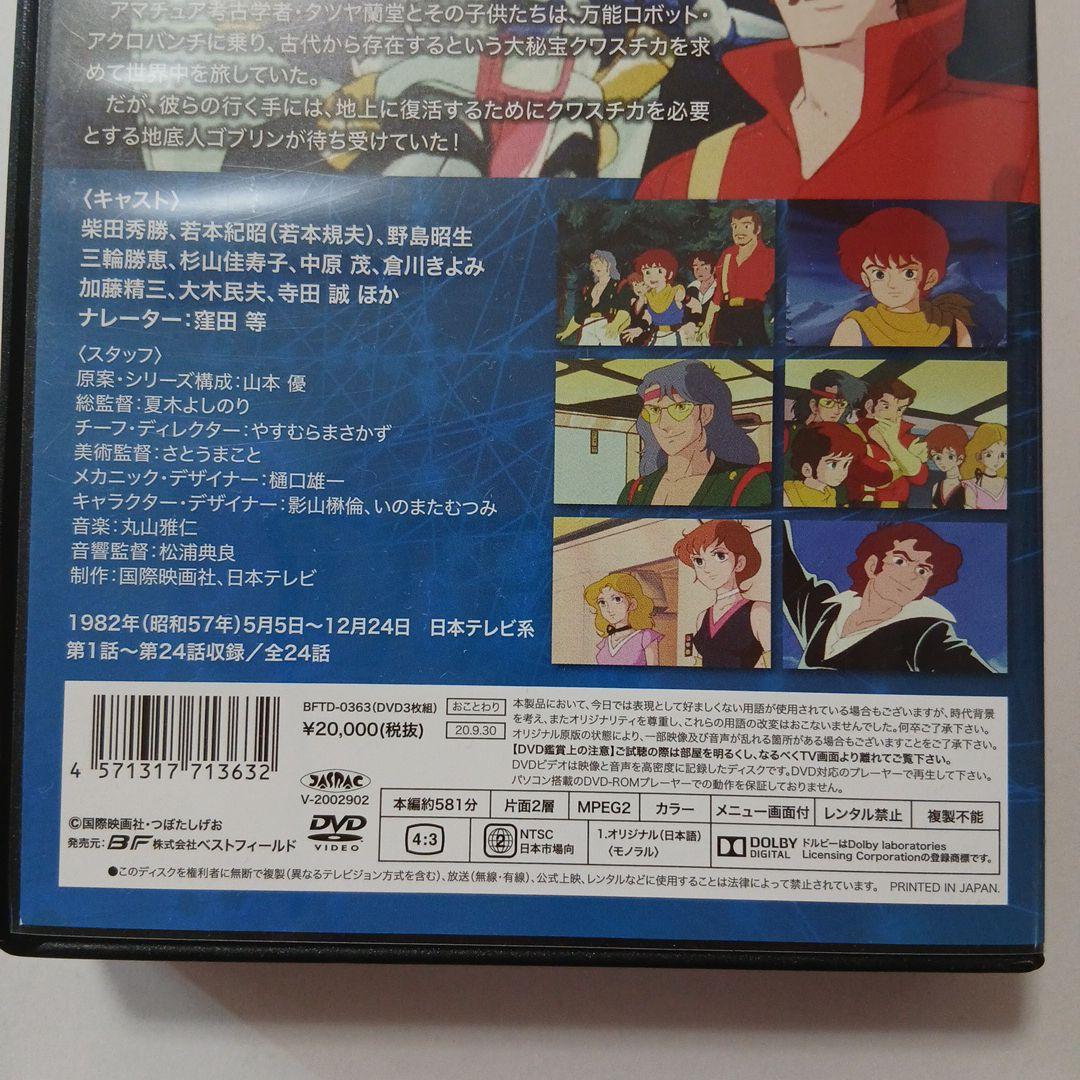 アマチュア考古学者・タツヤ蘭堂とその子供たちは、万能ロボット・
アクロバンチに乗り、古代から存在するという大秘宝クワスチカを求
めて世界中を旅していた。
だが、彼らの行く手には、地上に復活するためにクワスチカを必要
とする地底人ゴブリンが待ち受けていた!
〈キャスト〉
柴田秀勝、若本紀昭(若本規夫)、野島昭生
三輪勝恵、杉山佳寿子、中原 茂、倉川きよみ
加藤精三、大木民夫、寺田 誠 ほか
ナレーター:窪田 等
〈スタッフ〉
原案・シリーズ構成:山本 優
総監督:夏木よしのり
チーフ・ディレクター:やすむらまさかず
美術監督:さとうまこと
メカニック・デザイナー:樋口雄一
キャラクター・デザイナー:影山楙倫、いのまたむつみ
音楽:丸山雅仁
音響監督:松浦典良
制作:国際映画社、日本テレビ
1982年(昭和57年)5月5日~12月24日 日本テレビ系
第1話~第24話収録/全24話
4 571317 713632
BFTD-0363(DVD3枚組)
¥20,000(税抜)
おことわり
20.9.30
本製品において、今日では表現として好ましくない用語が使用されている場合もございますが、時代背景
を考え、またオリジナリティを尊重し、これらの用語の改変はおこないませんでした。何卒ご了承下さい。
オリジナル原版の状態により、一部映像及び音声が乱れる箇所がある場合もございますことをご了承下さい。
【DVD鑑賞上の注意】ご試聴の際は部屋を明るくし、なるべくTV画面より離れてご覧下さい。
DVDビデオは映像と音声を高密度に記録したディスクです。DVD対応のプレーヤーで再生して下さい。
パソコン搭載のDVD-ROMプレーヤーでの動作を保証しておりません。
JASRAC
V-2002902
本編約581分 片面2層 MPEG2 カラー メニュー画面付 レンタル禁止 複製不能
©国際映画社・つぼたしげお
発売元: BF 株式会社ベストフィールド
DVD
VIDEO
4:3
2
NTSC
日本市場向
1.オリジナル(日本語)
〈モノラル〉
DOLBY
DIGITAL
ドルビーはDolby laboratories
Licensing Corporationの登録商標です。
●このディスクを権利者に無断で複製(異なるテレビジョン方式を含む)、放送(無線・有線)、公式上映、レンタルなどに使用することは法律によって禁止されています。 PRINTED IN JAPAN.